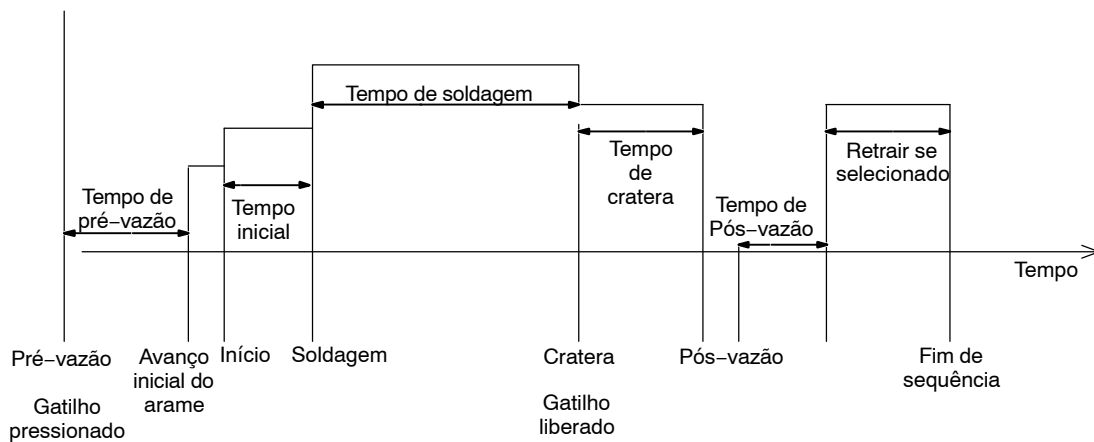 Tempo de soldagem
Tempo
de
cratera
Retrair se
selecionado
Tempo de
pré−vazão
Tempo
inicial
Tempo de
Pós−vazão
Tempo
Pré−vazão
Gatilho
pressionado
Avanço
inicial do
arame
Início
Soldagem
Cratera
Gatilho
liberado
Pós−vazão
Fim de
sequência